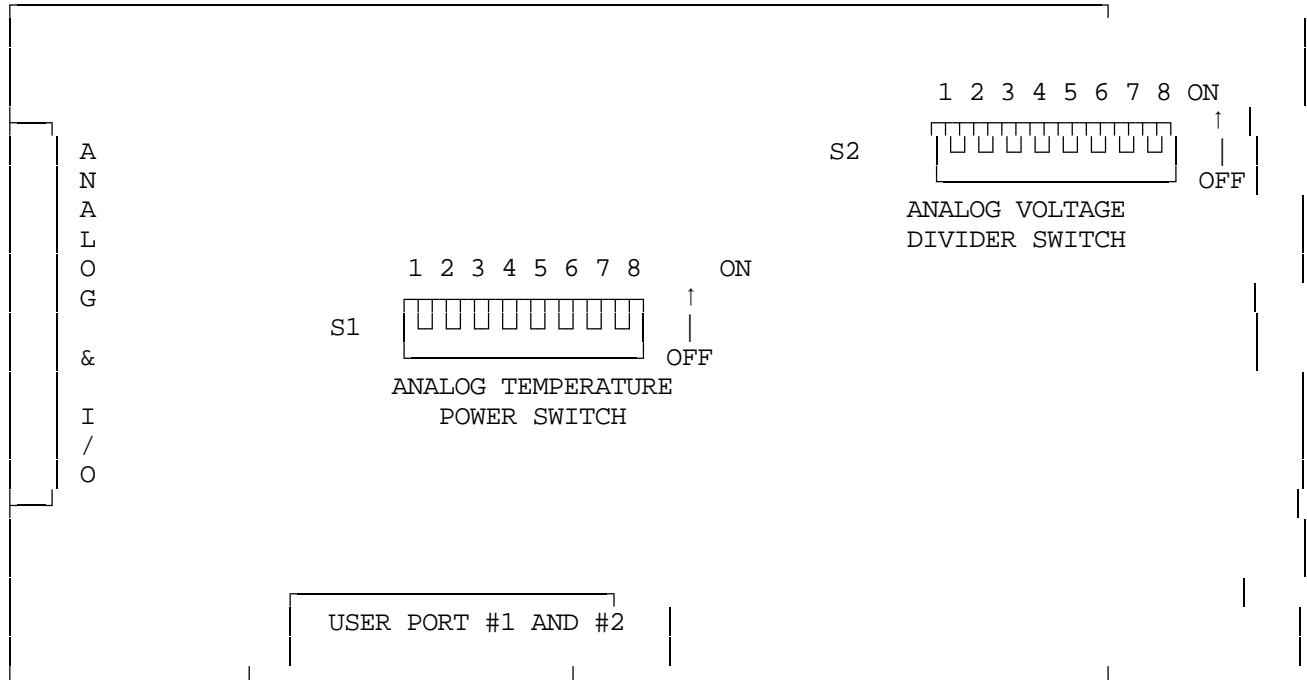 1 2 3 4 5 6 7 8 ON
↑
S2
OFF
ANALOG VOLTAGE
DIVIDER SWITCH
ANALOG & I/O
1 2 3 4 5 6 7 8 ON
↑
S1
OFF
ANALOG TEMPERATURE
POWER SWITCH
USER PORT #1 AND #2